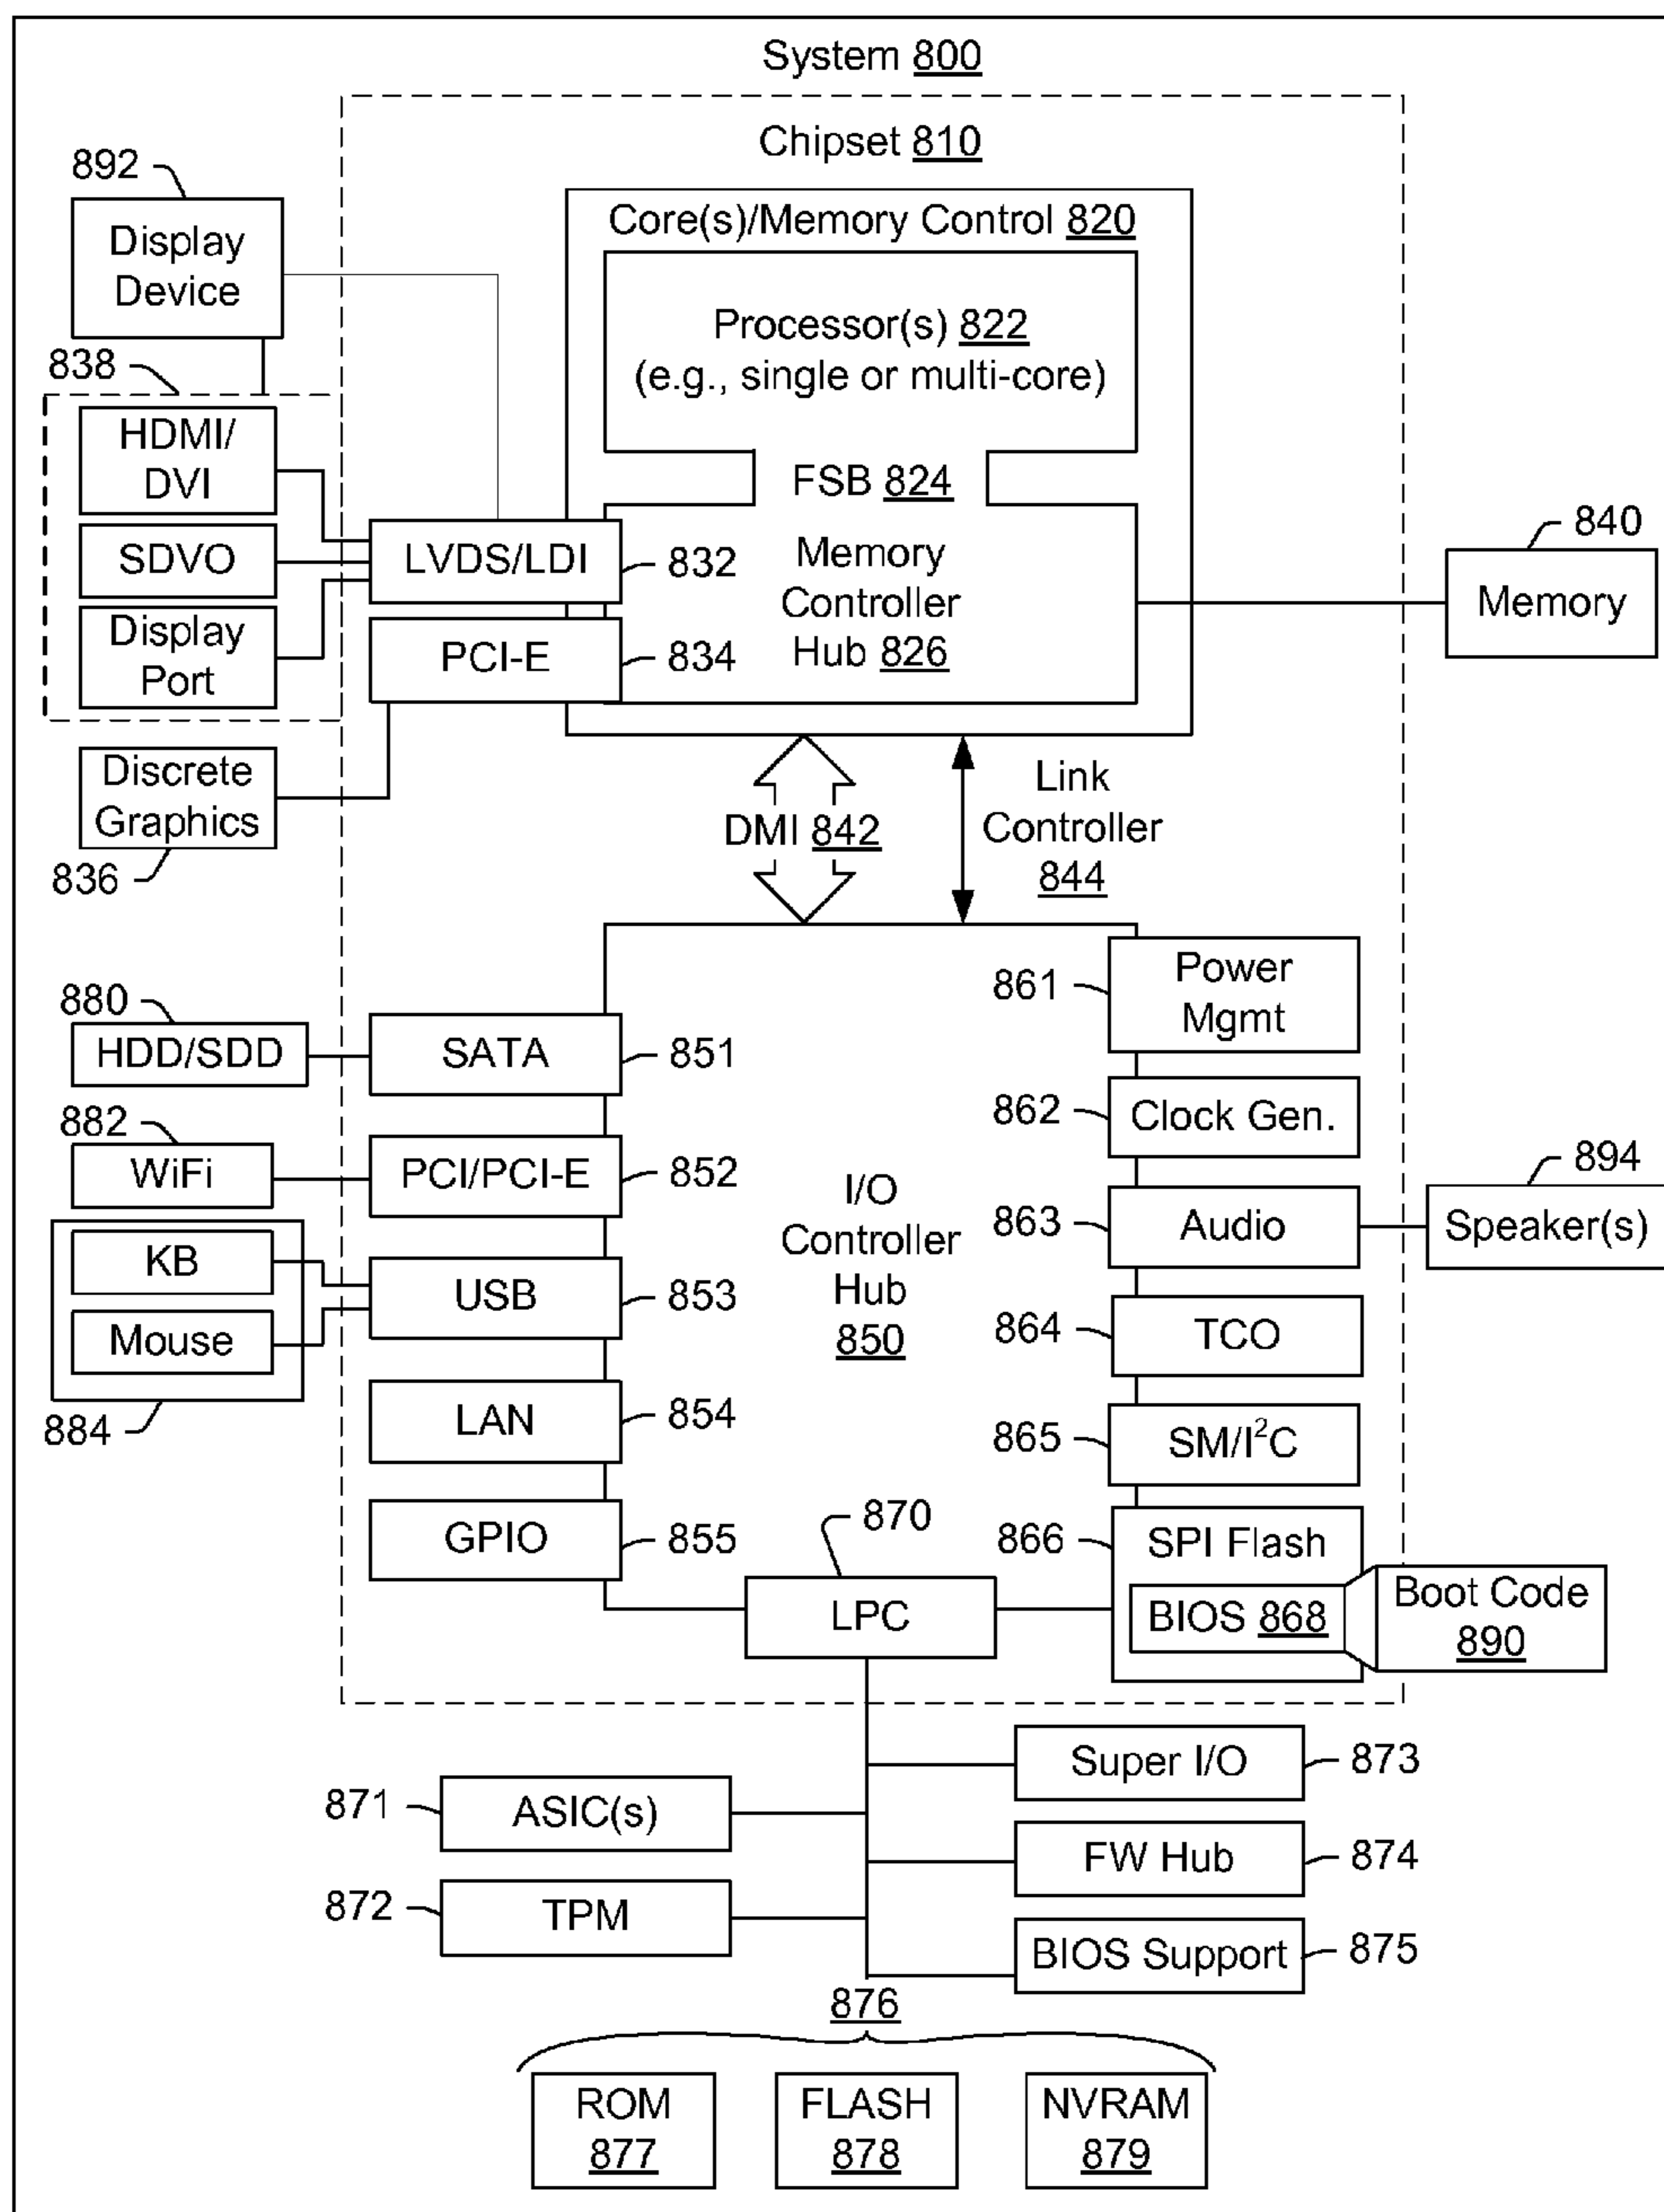 System 800
Chipset 810
892
Display
Device
Core(s)/Memory Control 820
Processor(s) 822
(e.g., single or multi-core)
838
HDMI/
DVI
SDVO
Display
Port
FSB 824
LVDS/LDI
832
PCI-E
834
Memory
Controller
Hub 826
840
Memory
Discrete
Graphics
836
DMI 842
Link
Controller
844
880
HDD/SDD
SATA
851
882
WiFi
PCI/PCI-E
852
KB
Mouse
884
USB
853
LAN
854
GPIO
855
I/O
Controller
Hub
850
861
Power
Mgmt
862
Clock Gen.
863
Audio
894
Speaker(s)
864
TCO
865
SM/I²C
866
SPI Flash
BIOS 868
Boot Code
890
870
LPC
871
ASIC(s)
872
TPM
Super I/O
873
FW Hub
874
BIOS Support
875
876
ROM
877
FLASH
878
NVRAM
879